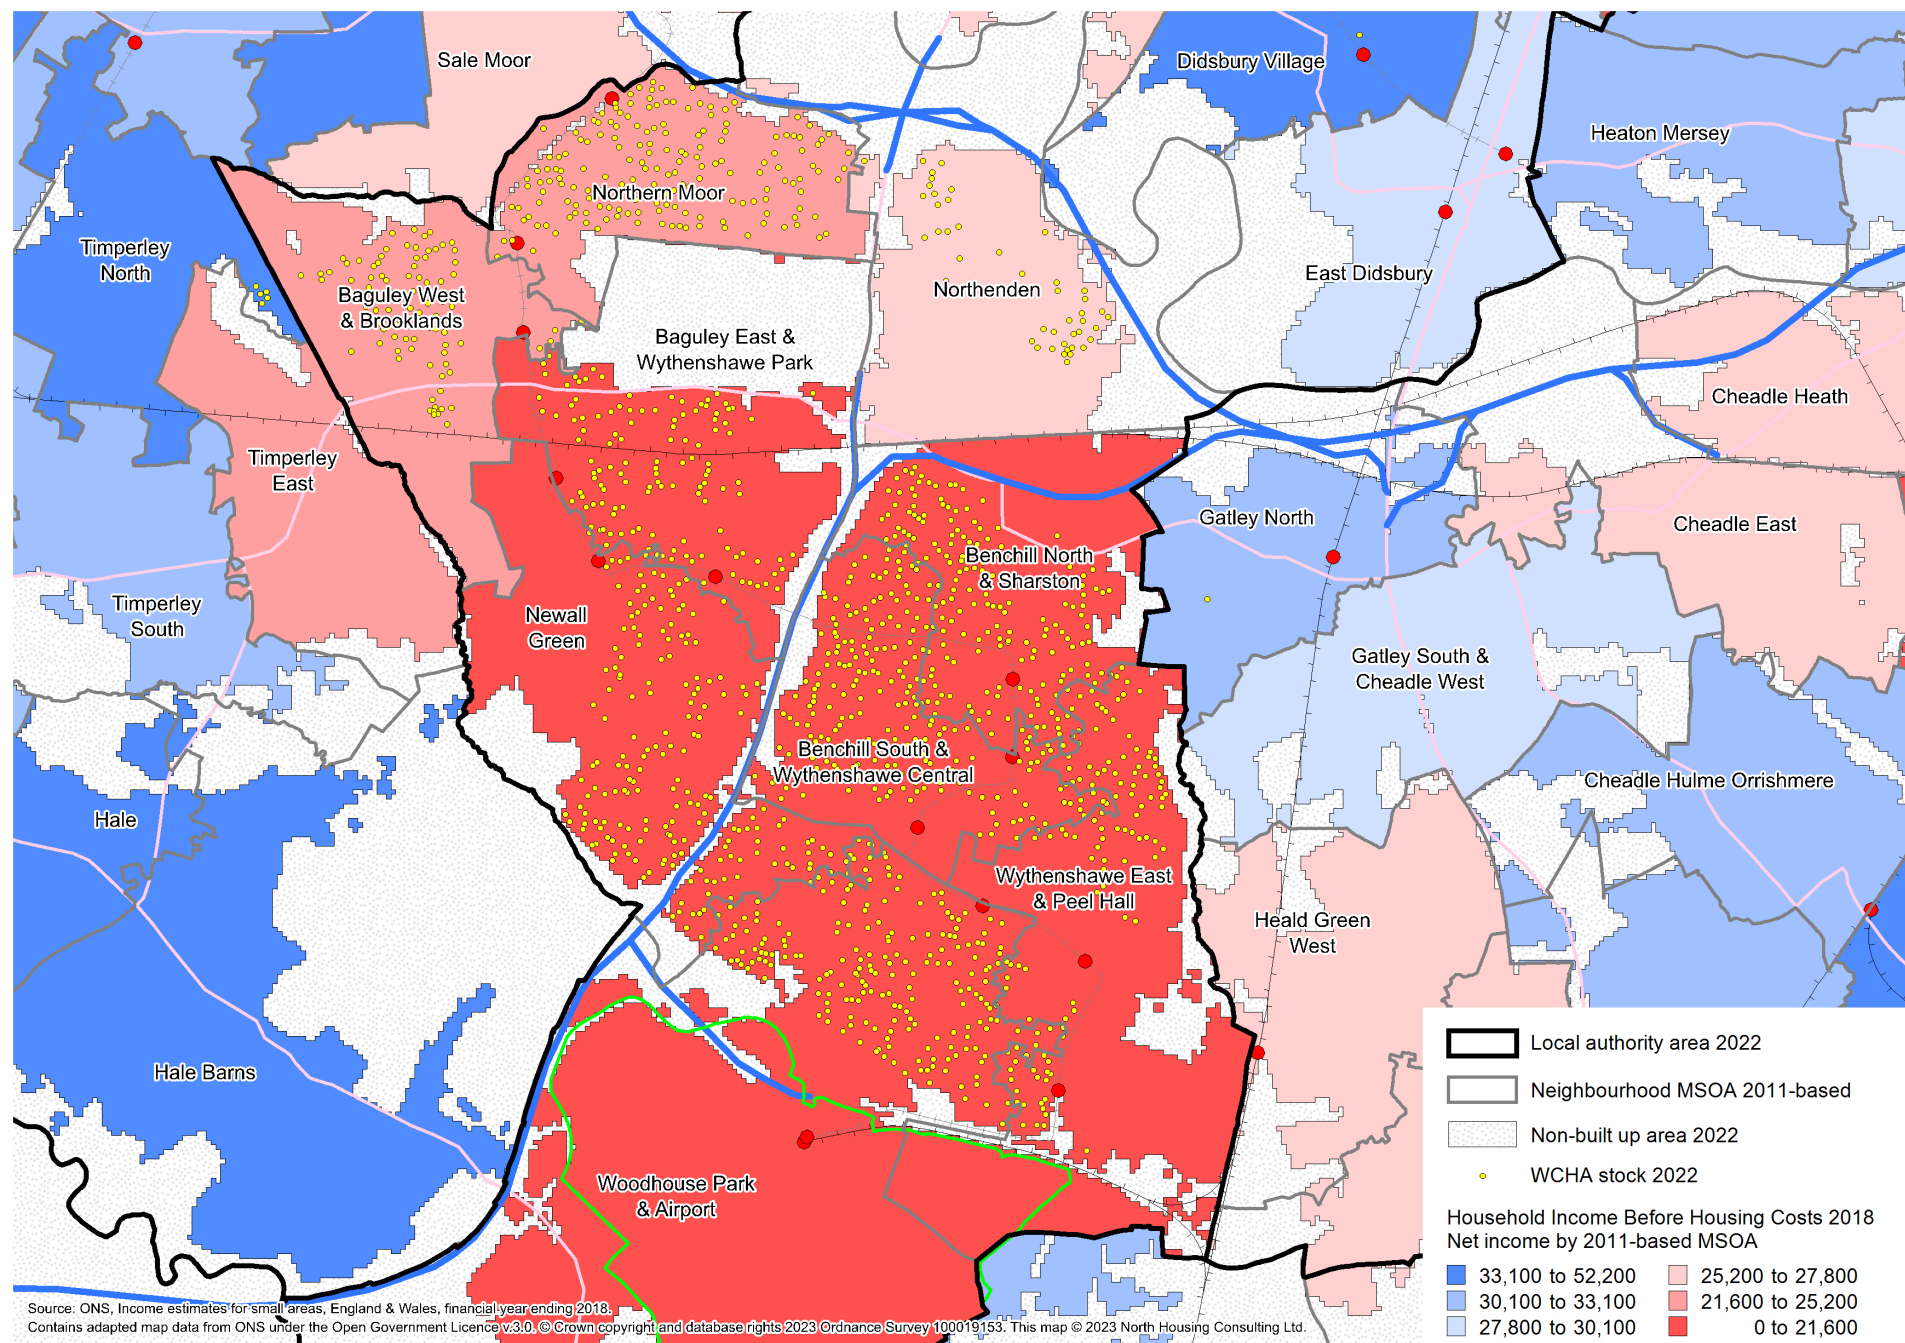 Sale Moor
Didsbury Village
Heaton Mersey
Northern Moor
Timperley
North
East Didsbury
Northenden
Baguley West
& Brooklands
Baguley East &
Wythenshawe Park
Cheadle Heath
Timperley
East
Gatley North
Cheadle East
Benchill North
& Sharston
Timperley
South
Newall
Green
Gatley South &
Cheadle West
Benchill South &
Wythenshawe Central
Cheadle Hulme Orrishmere
Hale
Wythenshawe East
& Peel Hall
Heald Green
West
Hale Barns
Woodhouse Park
& Airport
Local authority area 2022
Neighbourhood MSOA 2011-based
Non-built up area 2022
WCHA stock 2022
Household Income Before Housing Costs 2018
Net income by 2011-based MSOA
33,100 to 52,200
25,200 to 27,800
30,100 to 33,100
21,600 to 25,200
27,800 to 30,100
0 to 21,600
Source: ONS, Income estimates for small areas, England & Wales, financial year ending 2018.
Contains adapted map data from ONS under the Open Government Licence v.3.0. © Crown copyright and database rights 2023 Ordnance Survey 100019153. This map © 2023 North Housing Consulting Ltd.